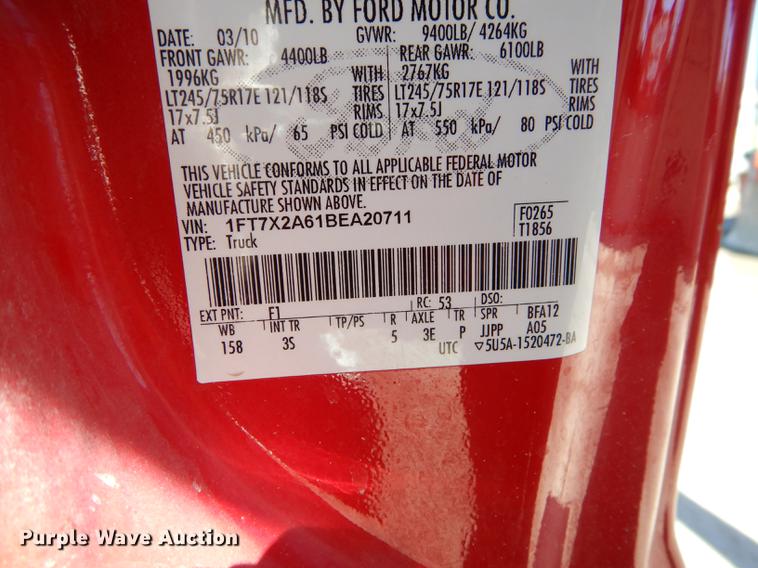 MFD. BY FORD MOTOR CO.
DATE: 03/10 GVWR: 9400LB/ 4264KG
FRONT GAWR: 4400LB REAR GAWR: 6100LB
1996KG WITH 2767KG WITH
LT245/75R17E 121/118S TIRES LT245/75R17E 121/118S TIRES
17x7.5J RIMS 17x7.5J RIMS
AT 450 kPa/ 65 PSI COLD AT 550 kPa/ 80 PSI COLD
THIS VEHICLE CONFORMS TO ALL APPLICABLE FEDERAL MOTOR
VEHICLE SAFETY STANDARDS IN EFFECT ON THE DATE OF
MANUFACTURE SHOWN ABOVE.
VIN: 1FT7X2A61BEA20711 F0265
TYPE: Truck T1856
EXT PNT: F1 RC: 53 DSO:
WB INT TR TP/PS R AXLE TR SPR BFA12
158 3S 5 3E P JJPP A05
UTC ▽5U5A-1520472-BA
Purple Wave Auction